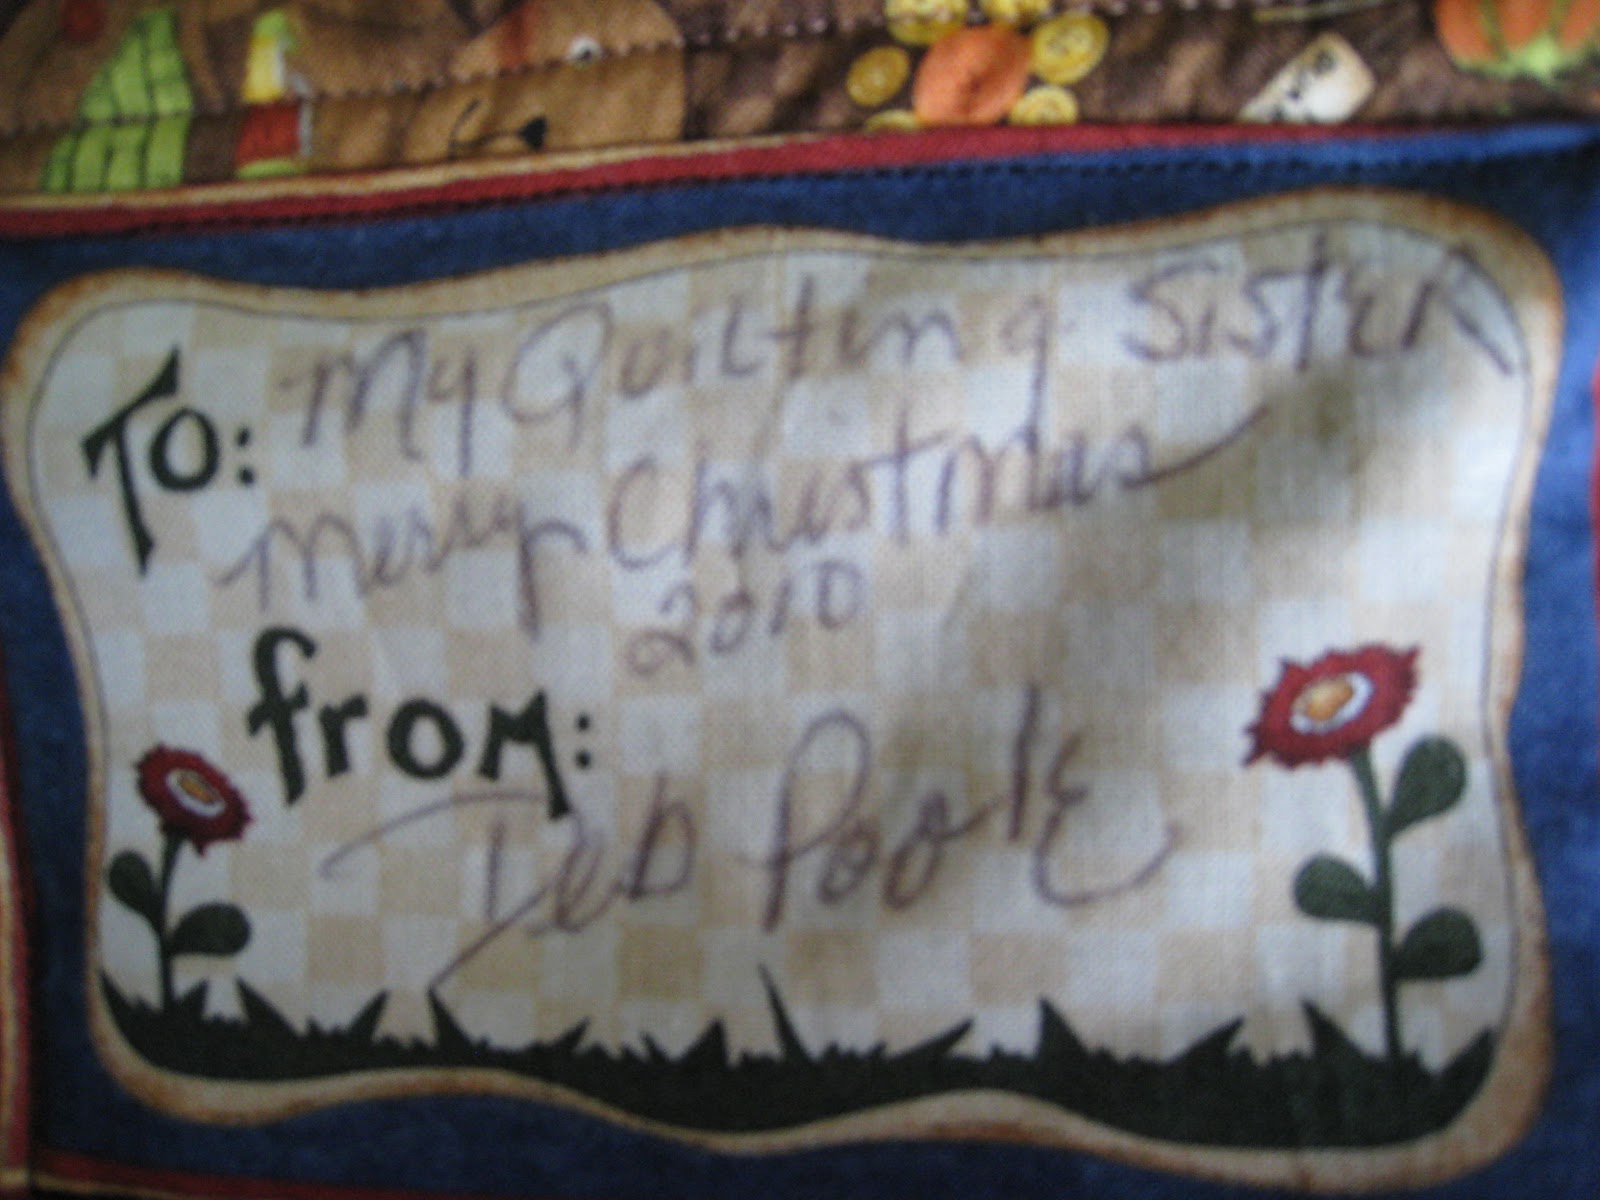 To: My Quilting Sister
Merry Christmas
2010
from:
Deb Poole